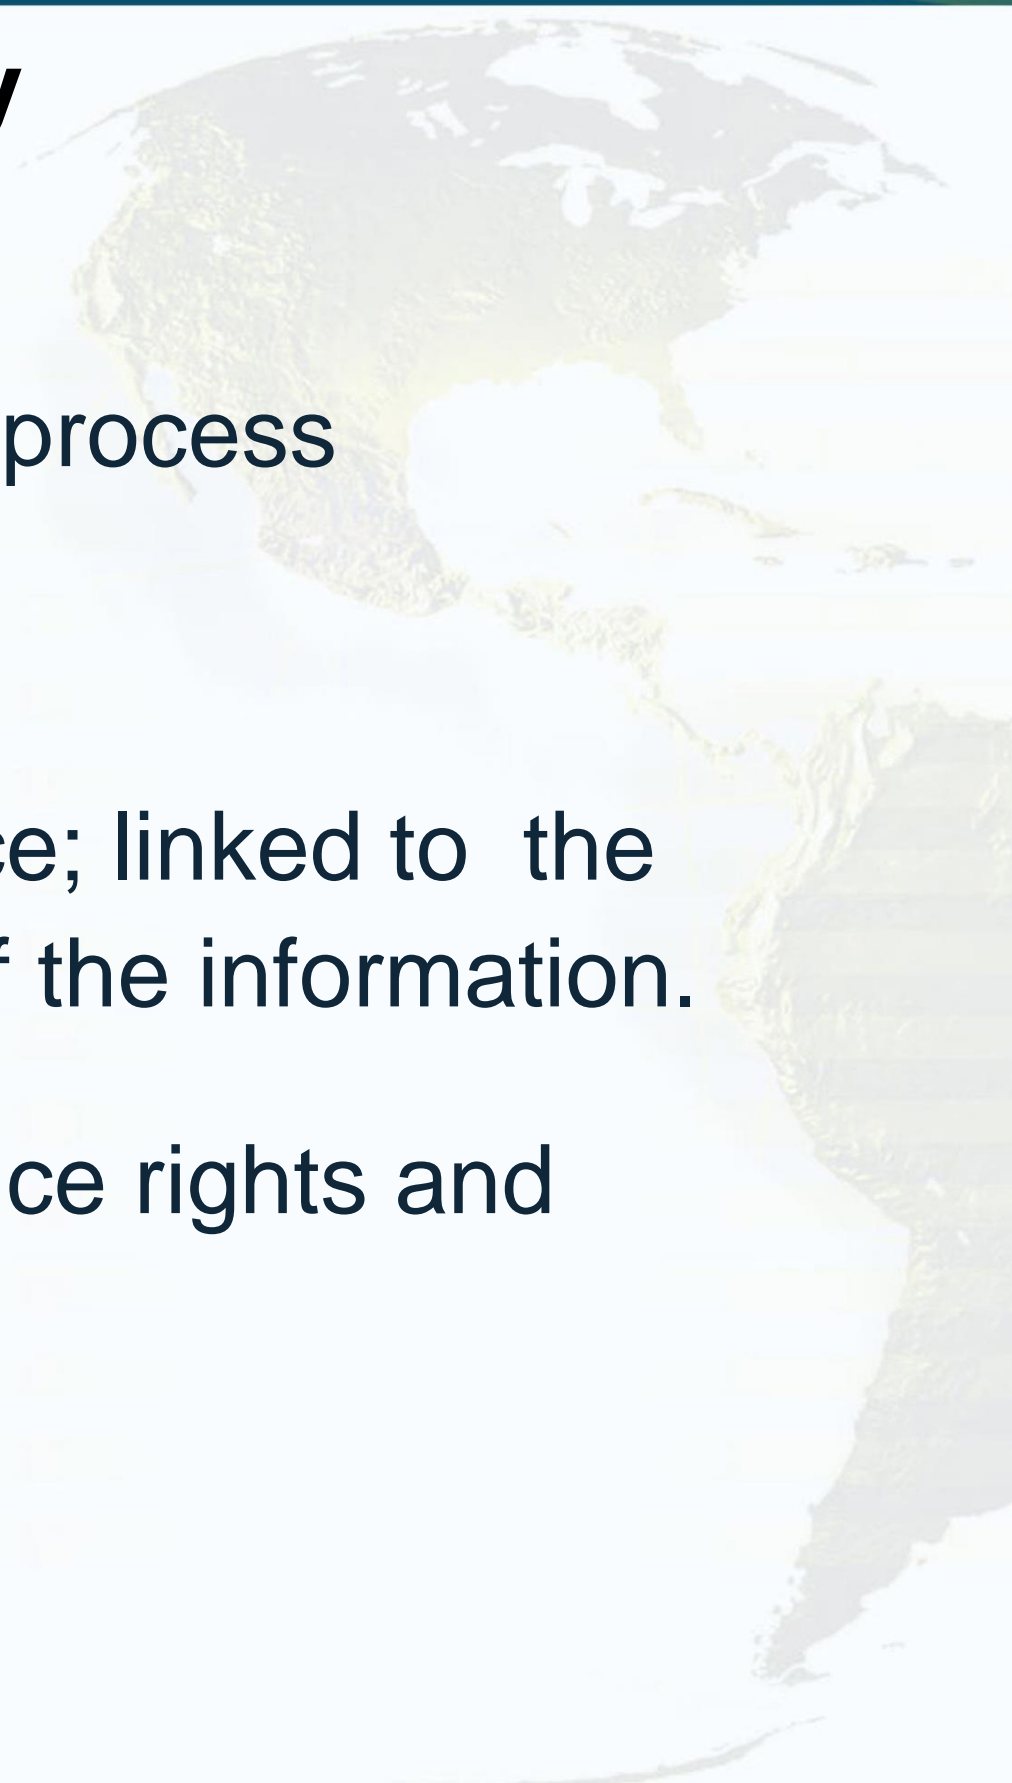 y
process
ce; linked to  the
f the information.
ce rights and